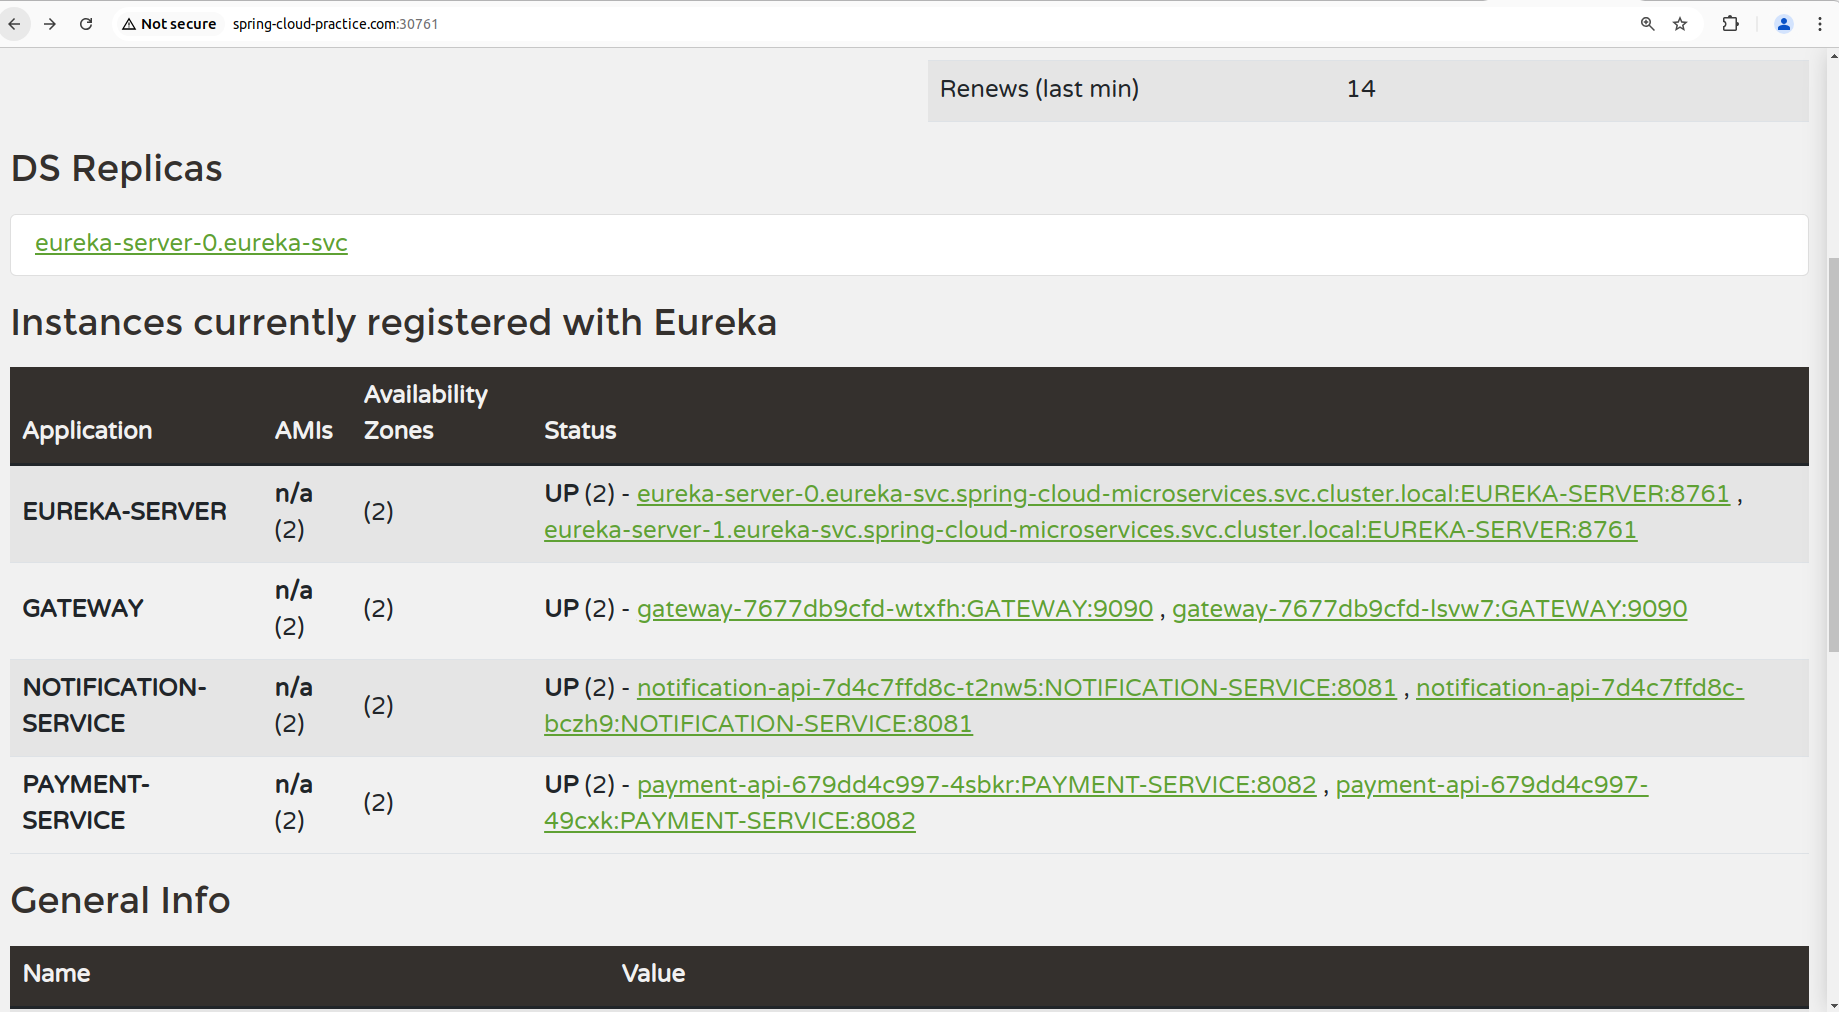 Not secure spring-cloud-practice.com:30761
Renews (last min) 14
DS Replicas
eureka-server-0.eureka-svc
Instances currently registered with Eureka
Application AMIs Availability Zones Status
EUREKA-SERVER n/a (2) (2) UP (2) - eureka-server-0.eureka-svc.spring-cloud-microservices.svc.cluster.local:EUREKA-SERVER:8761 ,
eureka-server-1.eureka-svc.spring-cloud-microservices.svc.cluster.local:EUREKA-SERVER:8761
GATEWAY n/a (2) (2) UP (2) - gateway-7677db9cfd-wtxfh:GATEWAY:9090 , gateway-7677db9cfd-lsvw7:GATEWAY:9090
NOTIFICATION-SERVICE n/a (2) (2) UP (2) - notification-api-7d4c7ffd8c-t2nw5:NOTIFICATION-SERVICE:8081 , notification-api-7d4c7ffd8c-
bczh9:NOTIFICATION-SERVICE:8081
PAYMENT-SERVICE n/a (2) (2) UP (2) - payment-api-679dd4c997-4sbkr:PAYMENT-SERVICE:8082 , payment-api-679dd4c997-
49cxk:PAYMENT-SERVICE:8082
General Info
Name Value